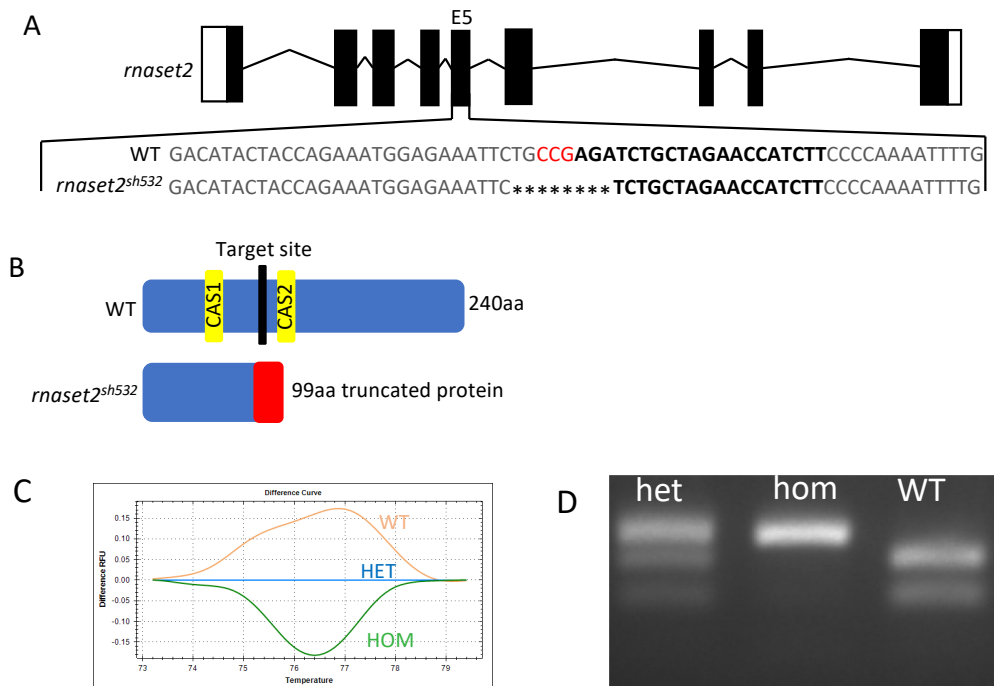 A
E5
rnaset2
WT GACATACTACCAGAAATGGAGAAATTCTGCCGAGATCTGCTAGAACCATCTTCCCCAAAATTTTG
rnaset2sh532 GACATACTACCAGAAATGGAGAAATTC********TCTGCTAGAACCATCTTCCCCAAAATTTTG
B
Target site
WT
CAS1
CAS2
240aa
rnaset2sh532
99aa truncated protein
C
Difference Curve
Difference RFU
0.15
0.10
0.05
0.00
-0.05
-0.10
-0.15
WT
HET
HOM
73 74 75 76 77 78 79
Temperature
D
het hom WT